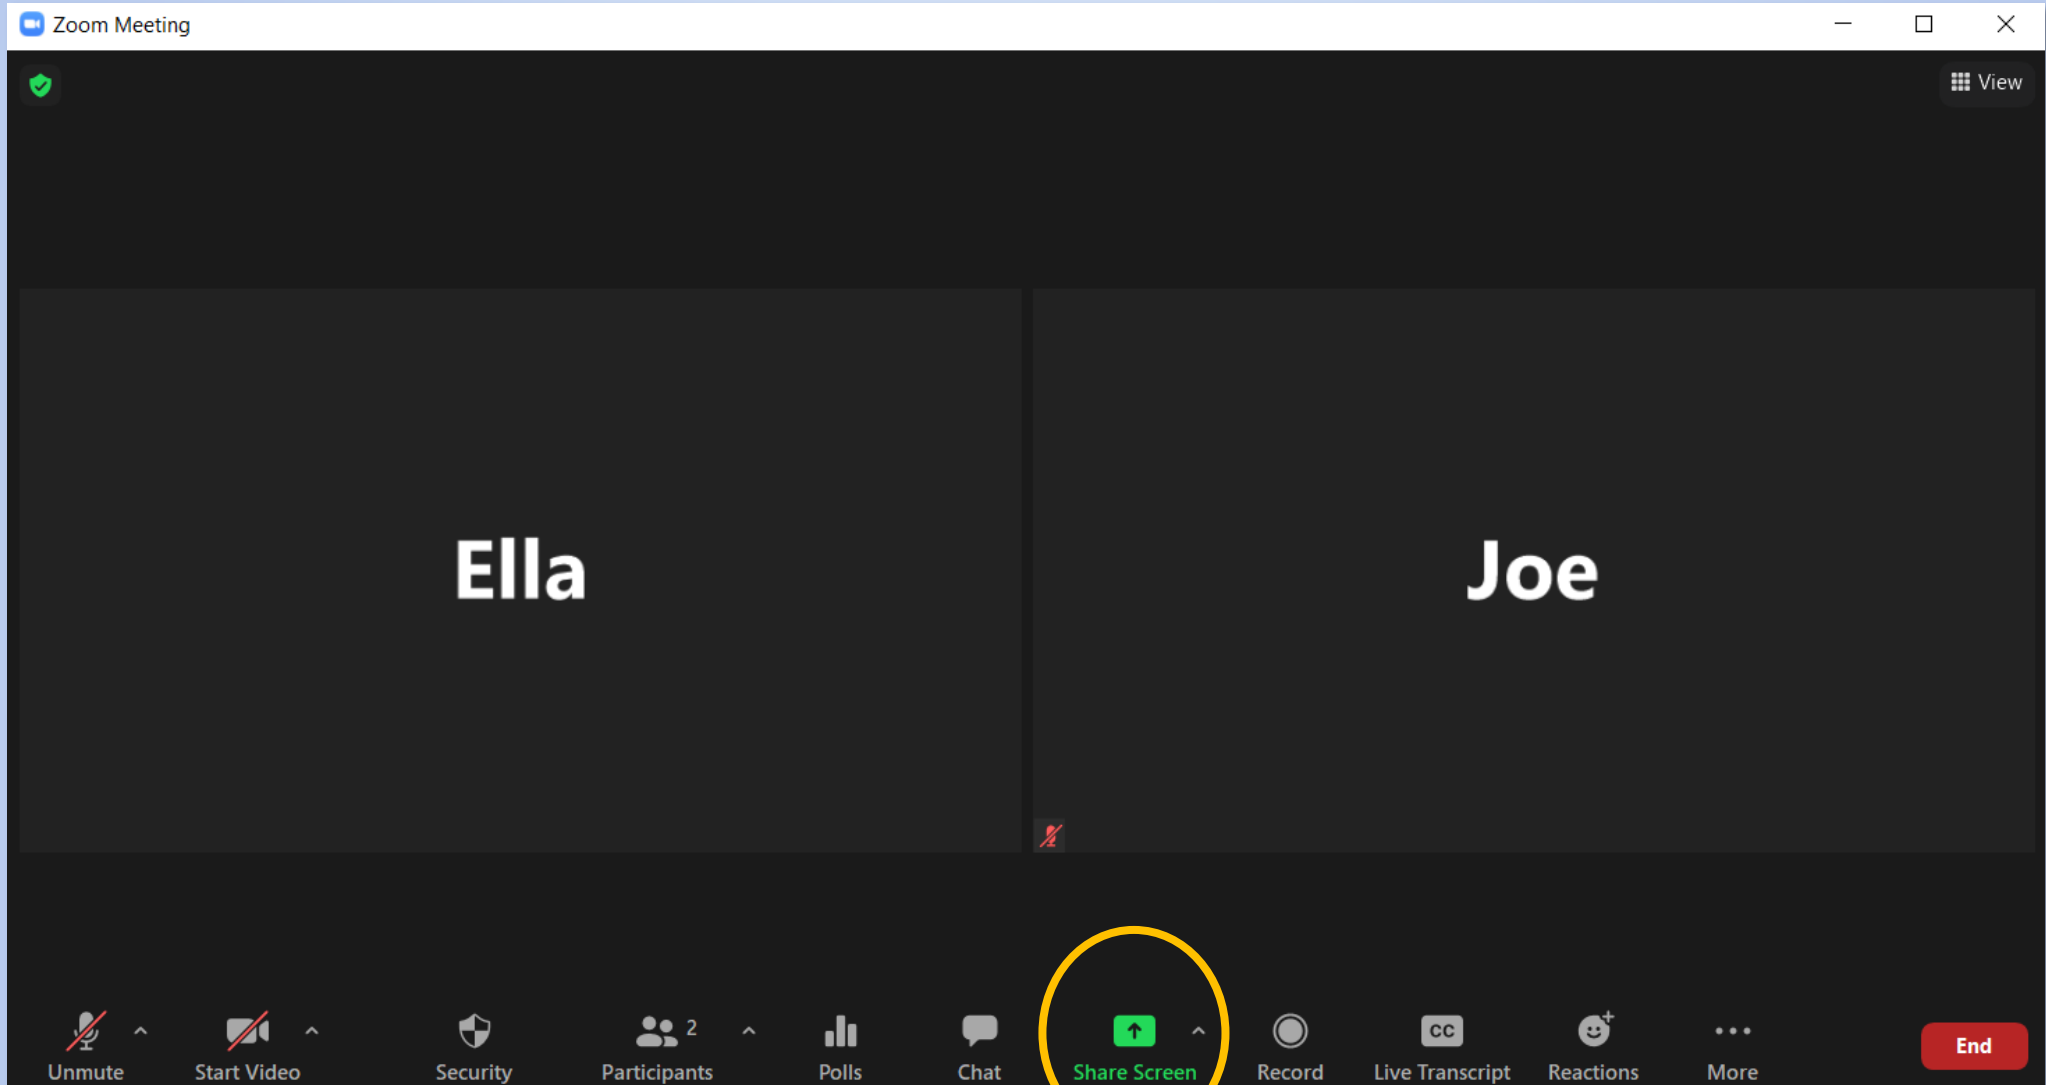 Zoom Meeting
View
Ella
Joe
2
CC
Unmute
Start Video
Security
Participants
Polls
Chat
Share Screen
Record
Live Transcript
Reactions
More
End